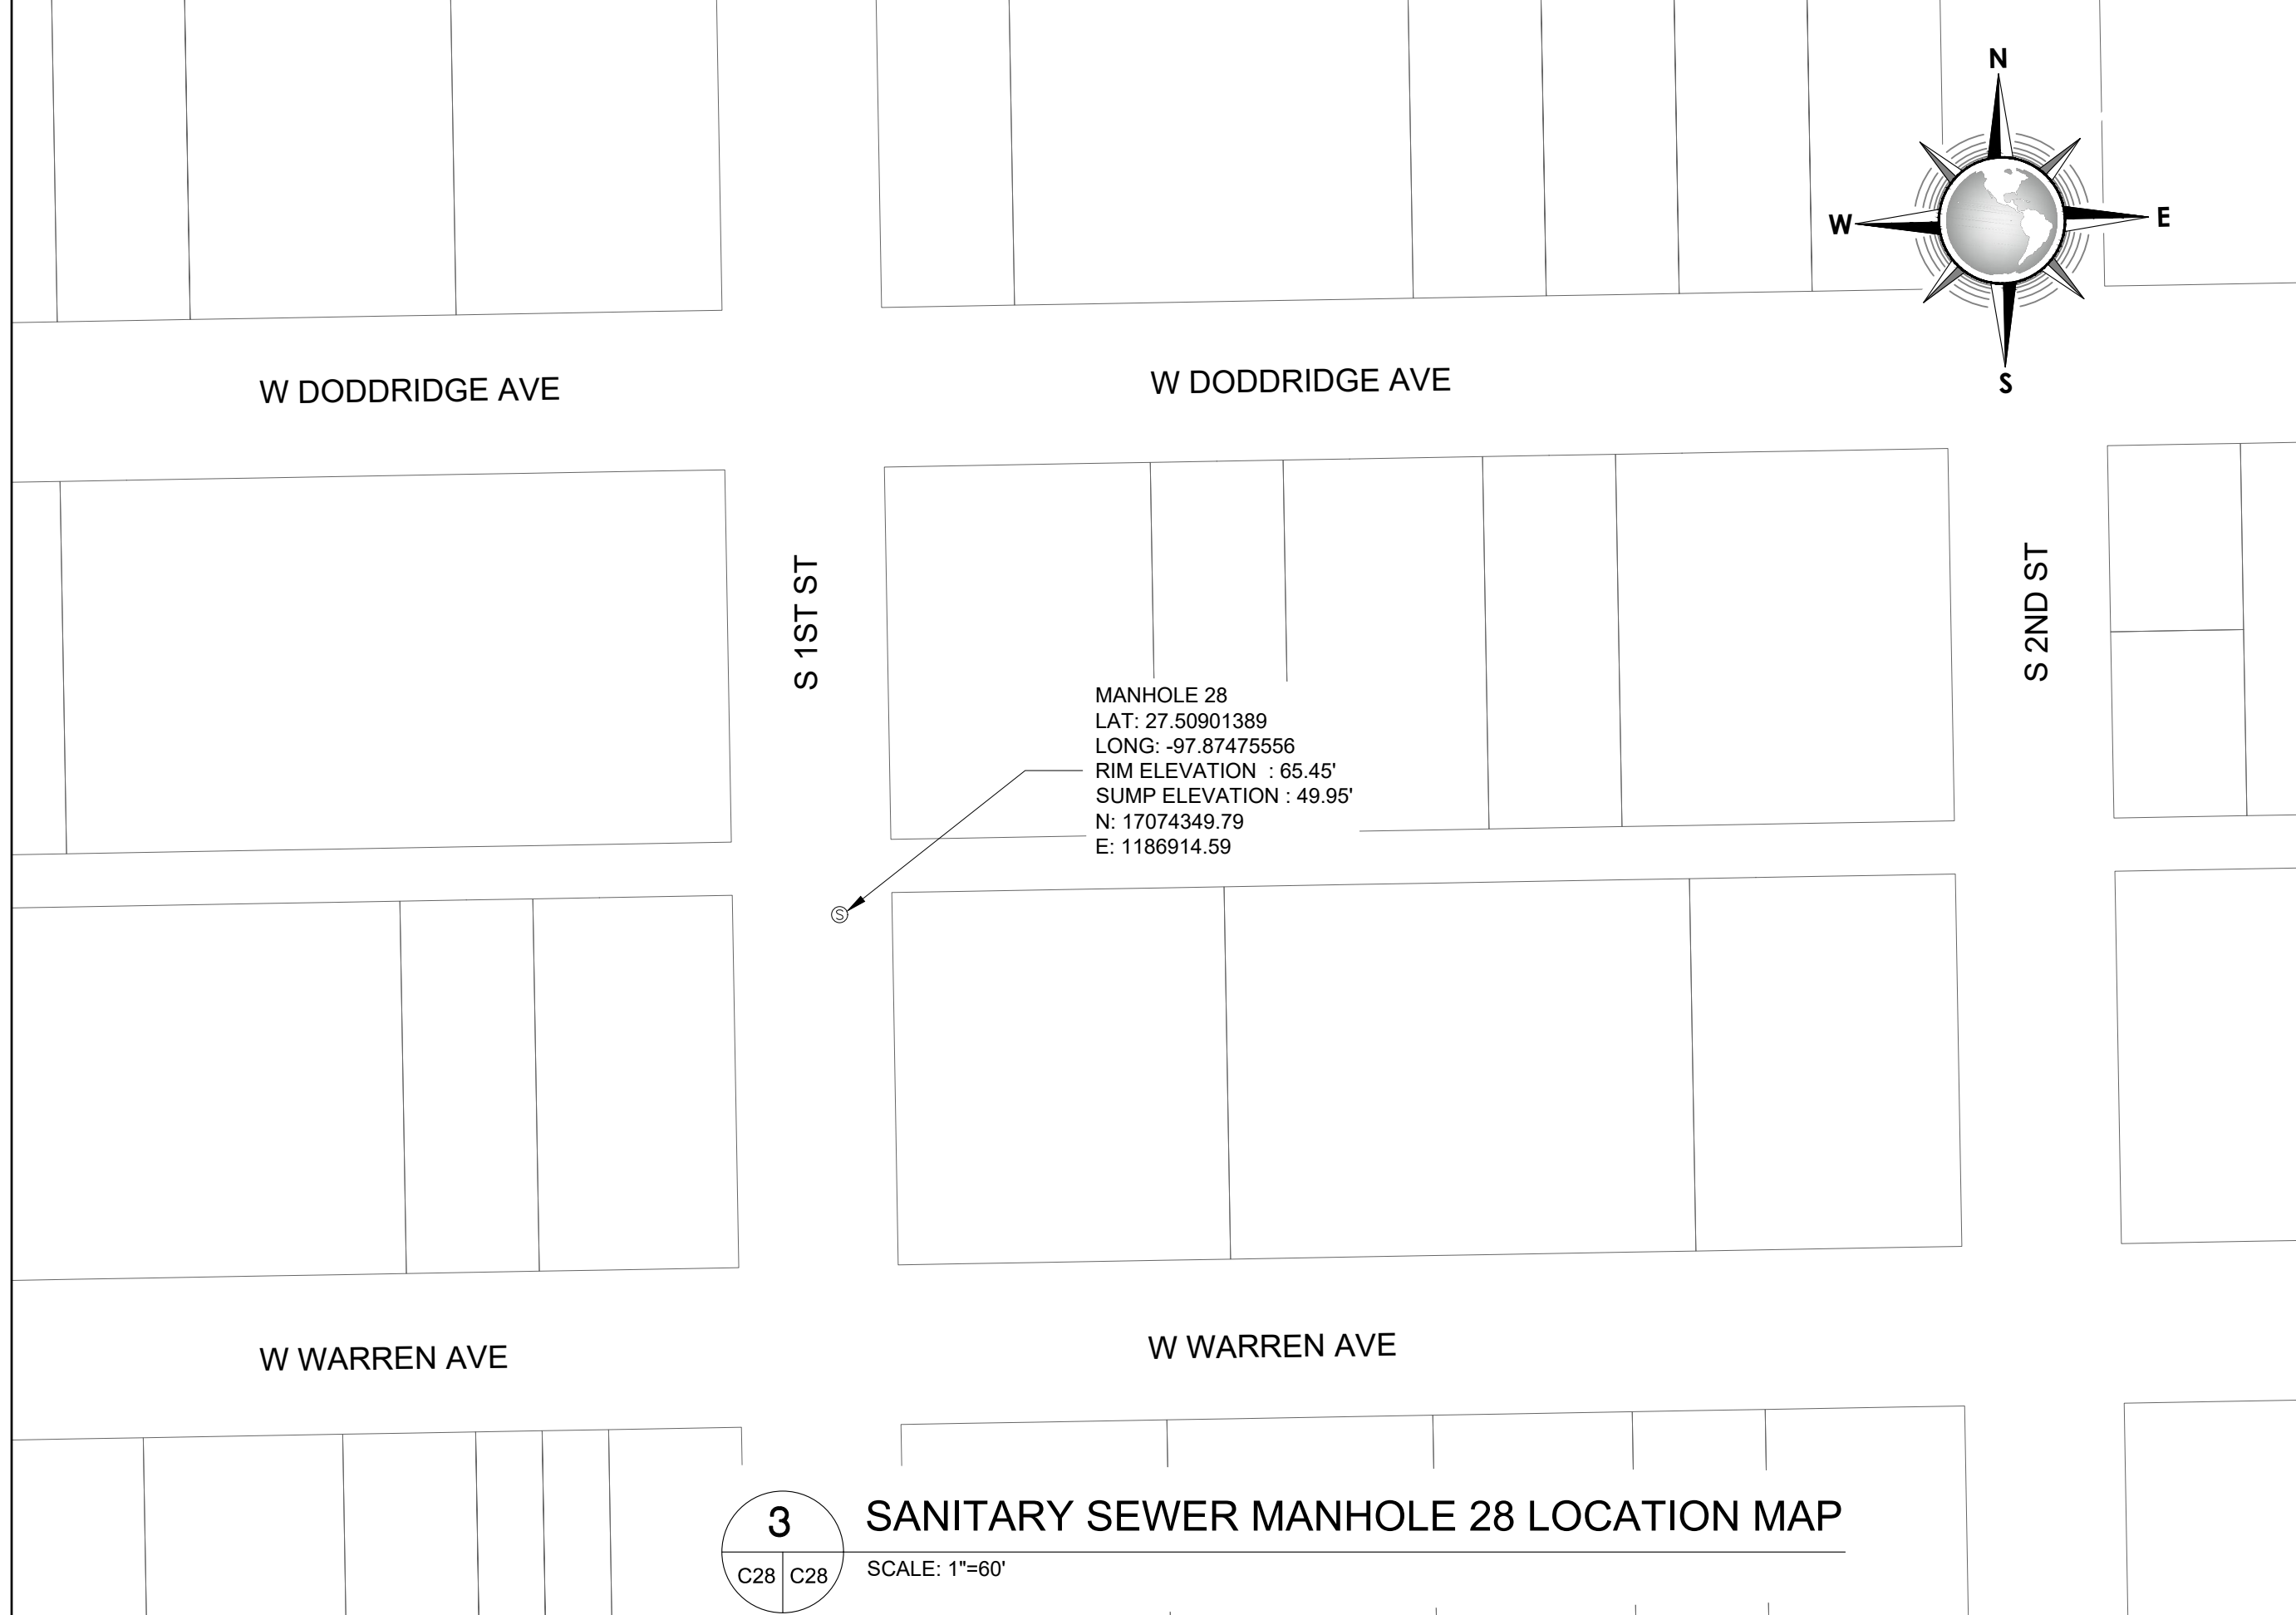 N
W
E
S
W DODDRIDGE AVE
W DODDRIDGE AVE
S 1ST ST
S 2ND ST
MANHOLE 28
LAT: 27.50901389
LONG: -97.87475556
RIM ELEVATION : 65.45'
SUMP ELEVATION : 49.95'
N: 17074349.79
E: 1186914.59
S
W WARREN AVE
W WARREN AVE
3
C28 C28
SANITARY SEWER MANHOLE 28 LOCATION MAP
SCALE: 1"=60'